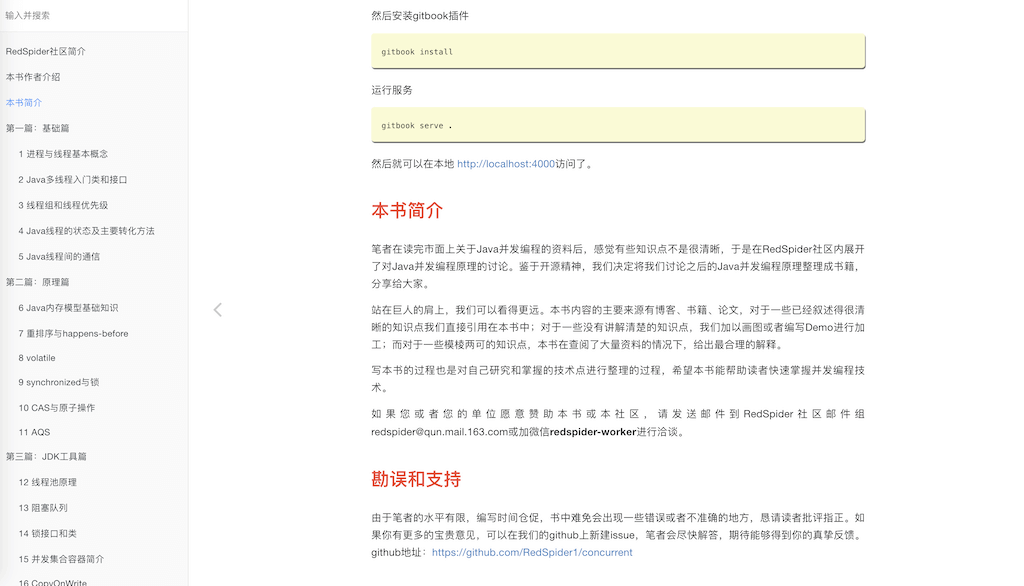 输入并搜索
RedSpider社区简介
本书作者介绍
本书简介
第一篇：基础篇
1 进程与线程基本概念
2 Java多线程入门类和接口
3 线程组和线程优先级
4 Java线程的状态及主要转化方法
5 Java线程间的通信
第二篇：原理篇
6 Java内存模型基础知识
7 重排序与happens-before
8 volatile
9 synchronized与锁
10 CAS与原子操作
11 AQS
第三篇：JDK工具篇
12 线程池原理
13 阻塞队列
14 锁接口和类
15 并发集合容器简介
16 CopyOnWrite
然后安装gitbook插件
gitbook install
运行服务
gitbook serve .
然后就可以在本地 http://localhost:4000访问了。
本书简介
笔者在读完市面上关于Java并发编程的资料后，感觉有些知识点不是很清晰，于是在RedSpider社区内展开
了对Java并发编程原理的讨论。鉴于开源精神，我们决定将我们讨论之后的Java并发编程原理整理成书籍，
分享给大家。
站在巨人的肩上，我们可以看得更远。本书内容的主要来源有博客、书籍、论文，对于一些已经叙述得很清
晰的知识点我们直接引用在本书中；对于一些没有讲解清楚的知识点，我们加以画图或者编写Demo进行加
工；而对于一些模棱两可的知识点，本书在查阅了大量资料的情况下，给出最合理的解释。
写本书的过程也是对自己研究和掌握的技术点进行整理的过程，希望本书能帮助读者快速掌握并发编程技
术。
如果您或者您的单位愿意赞助本书或本社区，请发送邮件到RedSpider社区邮件组
redspider@qun.mail.163.com或加微信redspider-worker进行洽谈。
勘误和支持
由于笔者的水平有限，编写时间仓促，书中难免会出现一些错误或者不准确的地方，恳请读者批评指正。如
果你有更多的宝贵意见，可以在我们的github上新建issue，笔者会尽快解答，期待能够得到你的真挚反馈。
github地址：https://github.com/RedSpider1/concurrent